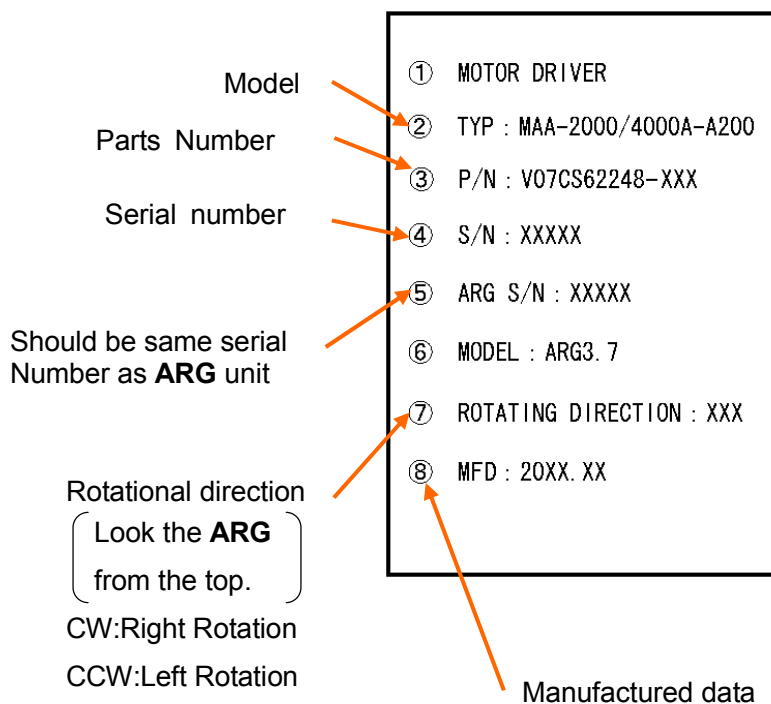 Model
Parts Number
Serial number
Should be same serial
Number as ARG unit
Rotational direction
Look the ARG
from the top.
CW:Right Rotation
CCW:Left Rotation
① MOTOR DRIVER
② TYP : MAA-2000/4000A-A200
③ P/N : V07CS62248-XXX
④ S/N : XXXXX
⑤ ARG S/N : XXXXX
⑥ MODEL : ARG3.7
⑦ ROTATING DIRECTION : XXX
⑧ MFD : 20XX.XX
Manufactured data